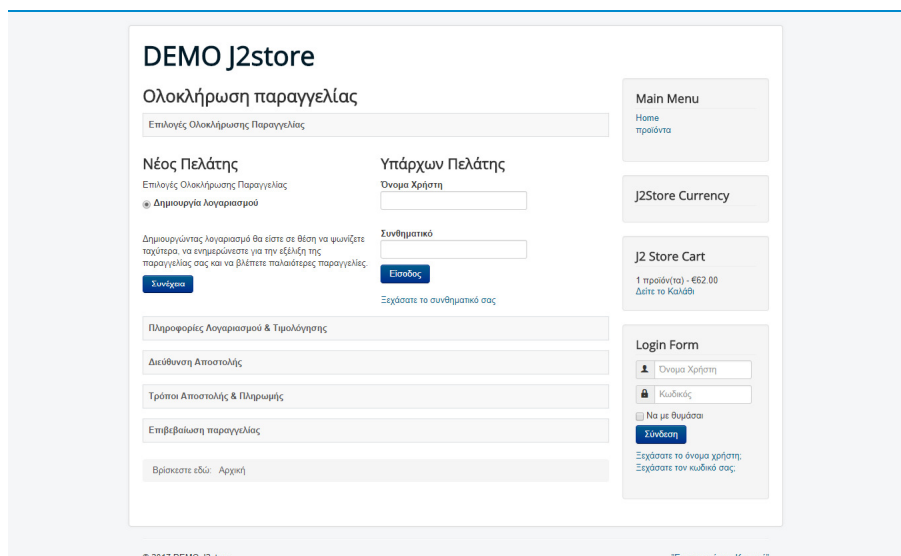 DEMO J2store
Ολοκλήρωση παραγγελίας
Επιλογές Ολοκλήρωσης Παραγγελίας
Νέος Πελάτης
Επιλογές Ολοκλήρωσης Παραγγελίας
Δημιουργία λογαριασμού
Δημιουργώντας λογαριασμό θα είστε σε θέση να ψωνίζετε
ταχύτερα, να ενημερώνεστε για την εξέλιξη της
παραγγελίας σας και να βλέπετε παλαιότερες παραγγελίες.
Συνέχεια
Υπάρχων Πελάτης
Όνομα Χρήστη
Συνθηματικό
Είσοδος
Ξεχάσατε το συνθηματικό σας
Πληροφορίες Λογαριασμού & Τιμολόγησης
Διεύθυνση Αποστολής
Τρόποι Αποστολής & Πληρωμής
Επιβεβαίωση παραγγελίας
Βρίσκεστε εδώ: Αρχική
Main Menu
Home
προϊόντα
J2Store Currency
J2 Store Cart
1 προϊόν(τα) - €62.00
Δείτε το Καλάθι
Login Form
Όνομα Χρήστη
Κωδικός
Να με θυμάσαι
Σύνδεση
Ξεχάσατε το όνομα χρήστη;
Ξεχάσατε τον κωδικό σας;